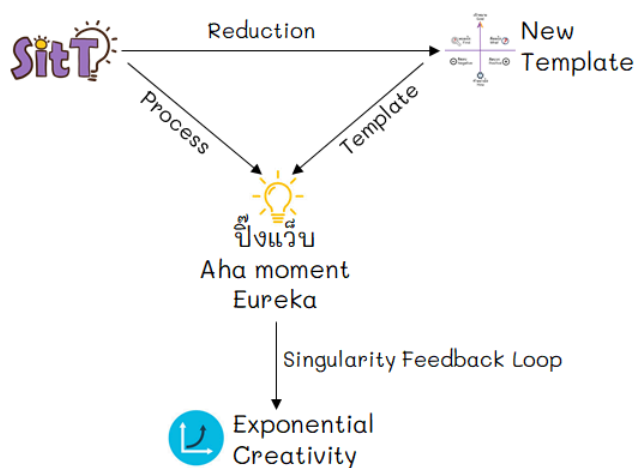 SitT
Reduction
New
Template
Process
Template
ปิ๊งแว็บ
Aha moment
Eureka
Singularity Feedback Loop
Exponential
Creativity